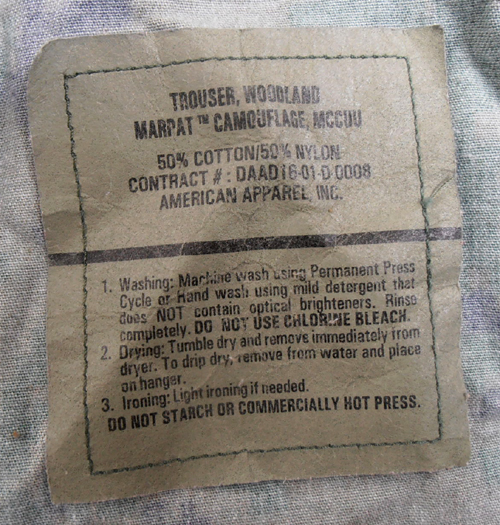 TROUSER, WOODLAND
MARPAT™ CAMOUFLAGE, MCCUU
50% COTTON/50% NYLON
CONTRACT # : DAAD16-01-D 0008
AMERICAN APPAREL, INC.
1. Washing: Machine wash using Permanent Press
Cycle or Hand wash using mild detergent that
does NOT contain optical brighteners. Rinse
completely. DO NOT USE CHLORINE BLEACH.
2. Drying: Tumble dry and remove immediately from
dryer. To drip dry, remove from water and place
on hanger.
3. Ironing: Light ironing if needed.
DO NOT STARCH OR COMMERCIALLY HOT PRESS.